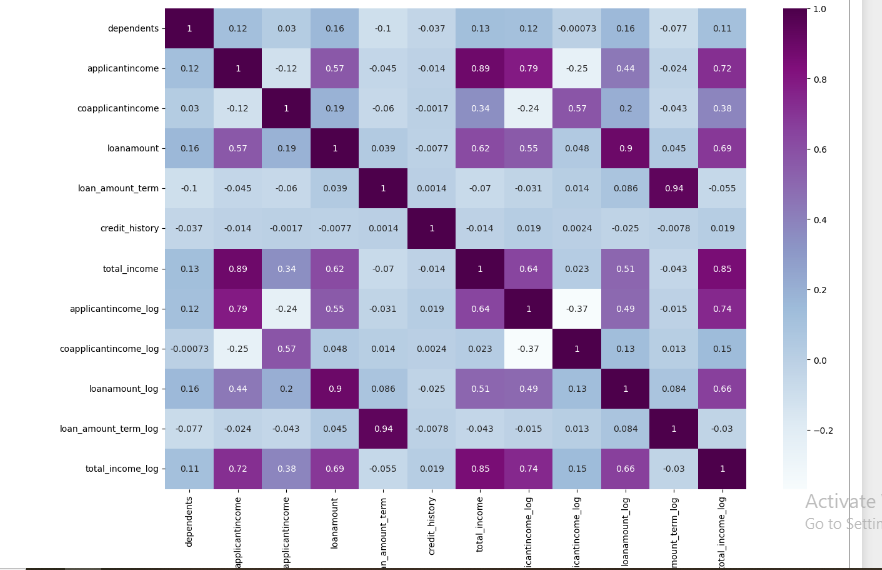 dependents 1 0.12 0.03 0.16 -0.1 -0.037 0.13 0.12 -0.00073 0.16 -0.077 0.11
applicantincome 0.12 1 -0.12 0.57 -0.045 -0.014 0.89 0.79 -0.25 0.44 -0.024 0.72
coapplicantincome 0.03 -0.12 1 0.19 -0.06 -0.0017 0.34 -0.24 0.57 0.2 -0.043 0.38
loanamount 0.16 0.57 0.19 1 0.039 -0.0077 0.62 0.55 0.048 0.9 0.045 0.69
loan_amount_term -0.1 -0.045 -0.06 0.039 1 0.0014 -0.07 -0.031 0.014 0.086 0.94 -0.055
credit_history -0.037 -0.014 -0.0017 -0.0077 0.0014 1 -0.014 0.019 0.0024 -0.025 -0.0078 0.019
total_income 0.13 0.89 0.34 0.62 -0.07 -0.014 1 0.64 0.023 0.51 -0.043 0.85
applicantincome_log 0.12 0.79 -0.24 0.55 -0.031 0.019 0.64 1 -0.37 0.49 -0.015 0.74
coapplicantincome_log -0.00073 -0.25 0.57 0.048 0.014 0.0024 0.023 -0.37 1 0.13 0.013 0.15
loanamount_log 0.16 0.44 0.2 0.9 0.086 -0.025 0.51 0.49 0.13 1 0.084 0.66
loan_amount_term_log -0.077 -0.024 -0.043 0.045 0.94 -0.0078 -0.043 -0.015 0.013 0.084 1 -0.03
total_income_log 0.11 0.72 0.38 0.69 -0.055 0.019 0.85 0.74 0.15 0.66 -0.03 1
dependents
applicantincome
applicantincome
loanamount
n_amount_term
credit_history
total_income
icantincome_log
icantincome_log
loanamount_log
mount_term_log
otal_income_log
1.0
0.8
0.6
0.4
0.2
0.0
−0.2
Activate
Go to Settin